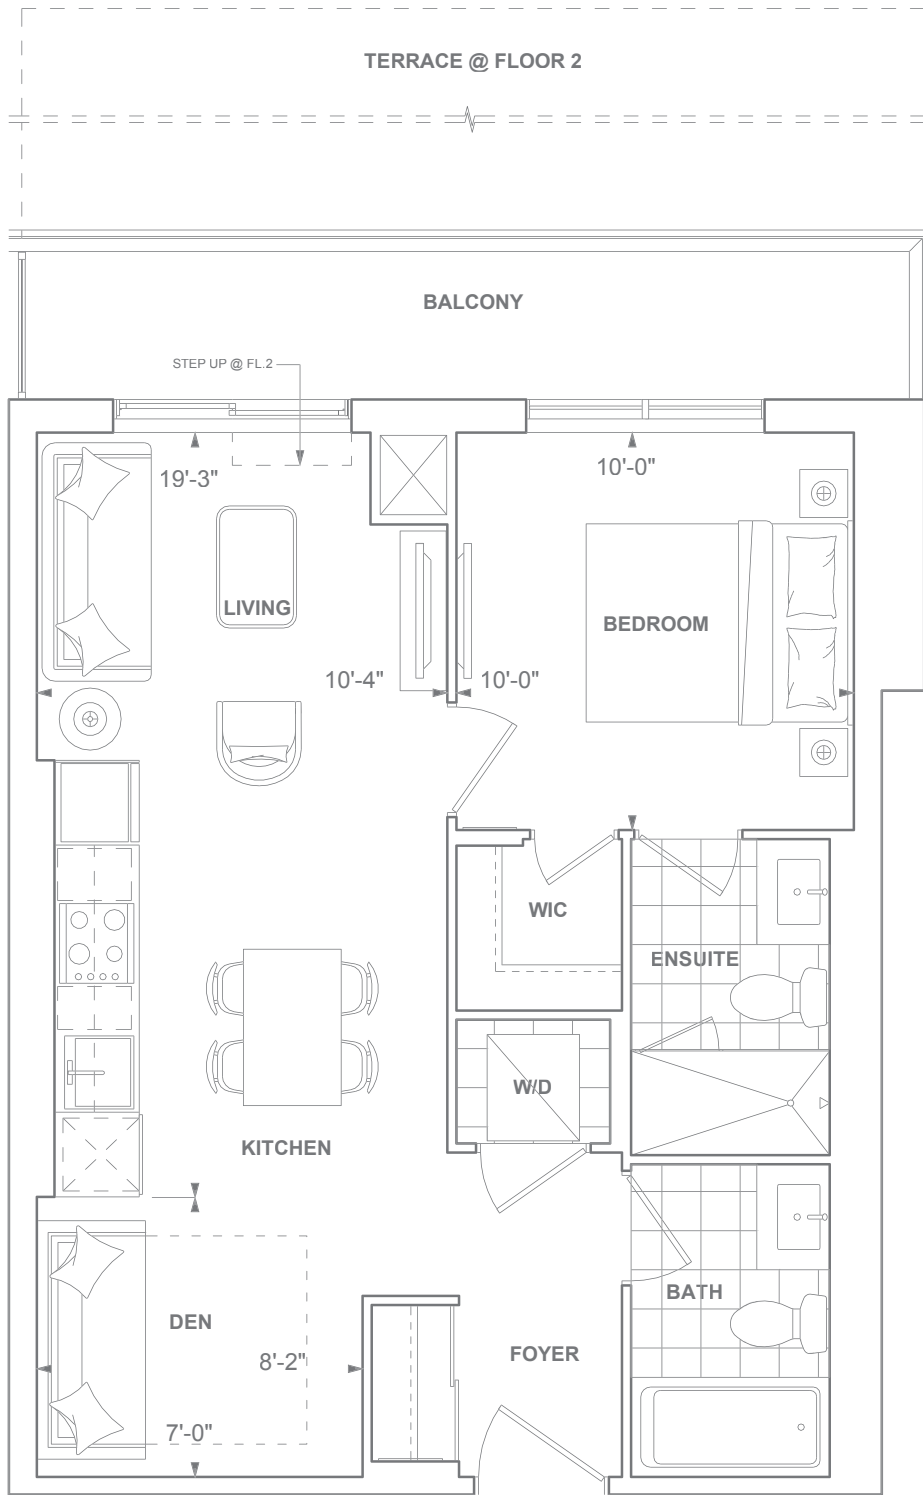 TERRACE @ FLOOR 2
BALCONY
STEP UP @ FL.2
19'-3"
10'-0"
LIVING
BEDROOM
10'-4"
10'-0"
WIC
ENSUITE
W/D
KITCHEN
BATH
DEN
FOYER
8'-2"
7'-0"